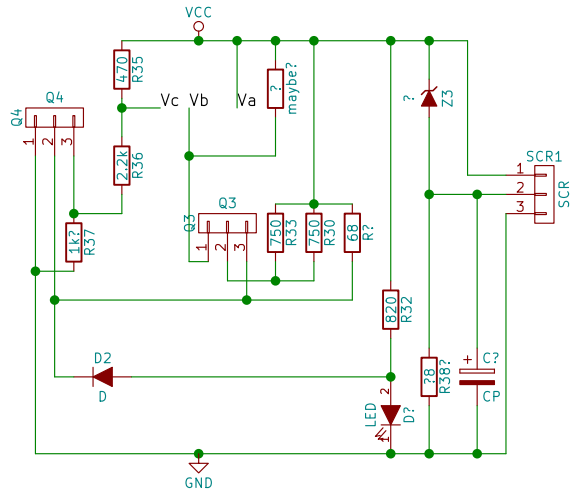 VCC
470
R35
Vc
Vb
Va
?
maybe?
?
Z3
Q4
Q4
1
2
3
2.2k
R36
SCR1
1
2
3
SCR
Q3
Q3
1
2
3
750
R33
750
R30
68
R?
1k?
R37
820
R32
D2
D
?8
R38?
+
C?
CP
2
LED
D?
1
GND